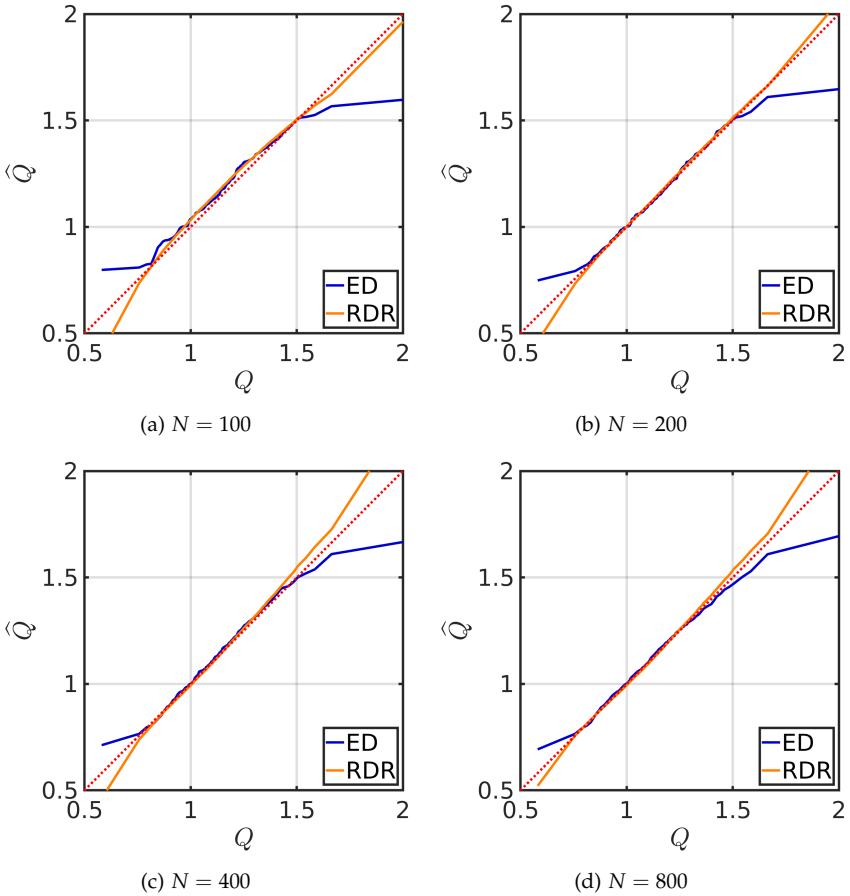 2
1.5
1
0.5
Q̂
ED
RDR
0.5 1 1.5 2
Q
(a) N = 100
2
1.5
1
0.5
Q̂
ED
RDR
0.5 1 1.5 2
Q
(b) N = 200
2
1.5
1
0.5
Q̂
ED
RDR
0.5 1 1.5 2
Q
(c) N = 400
2
1.5
1
0.5
Q̂
ED
RDR
0.5 1 1.5 2
Q
(d) N = 800